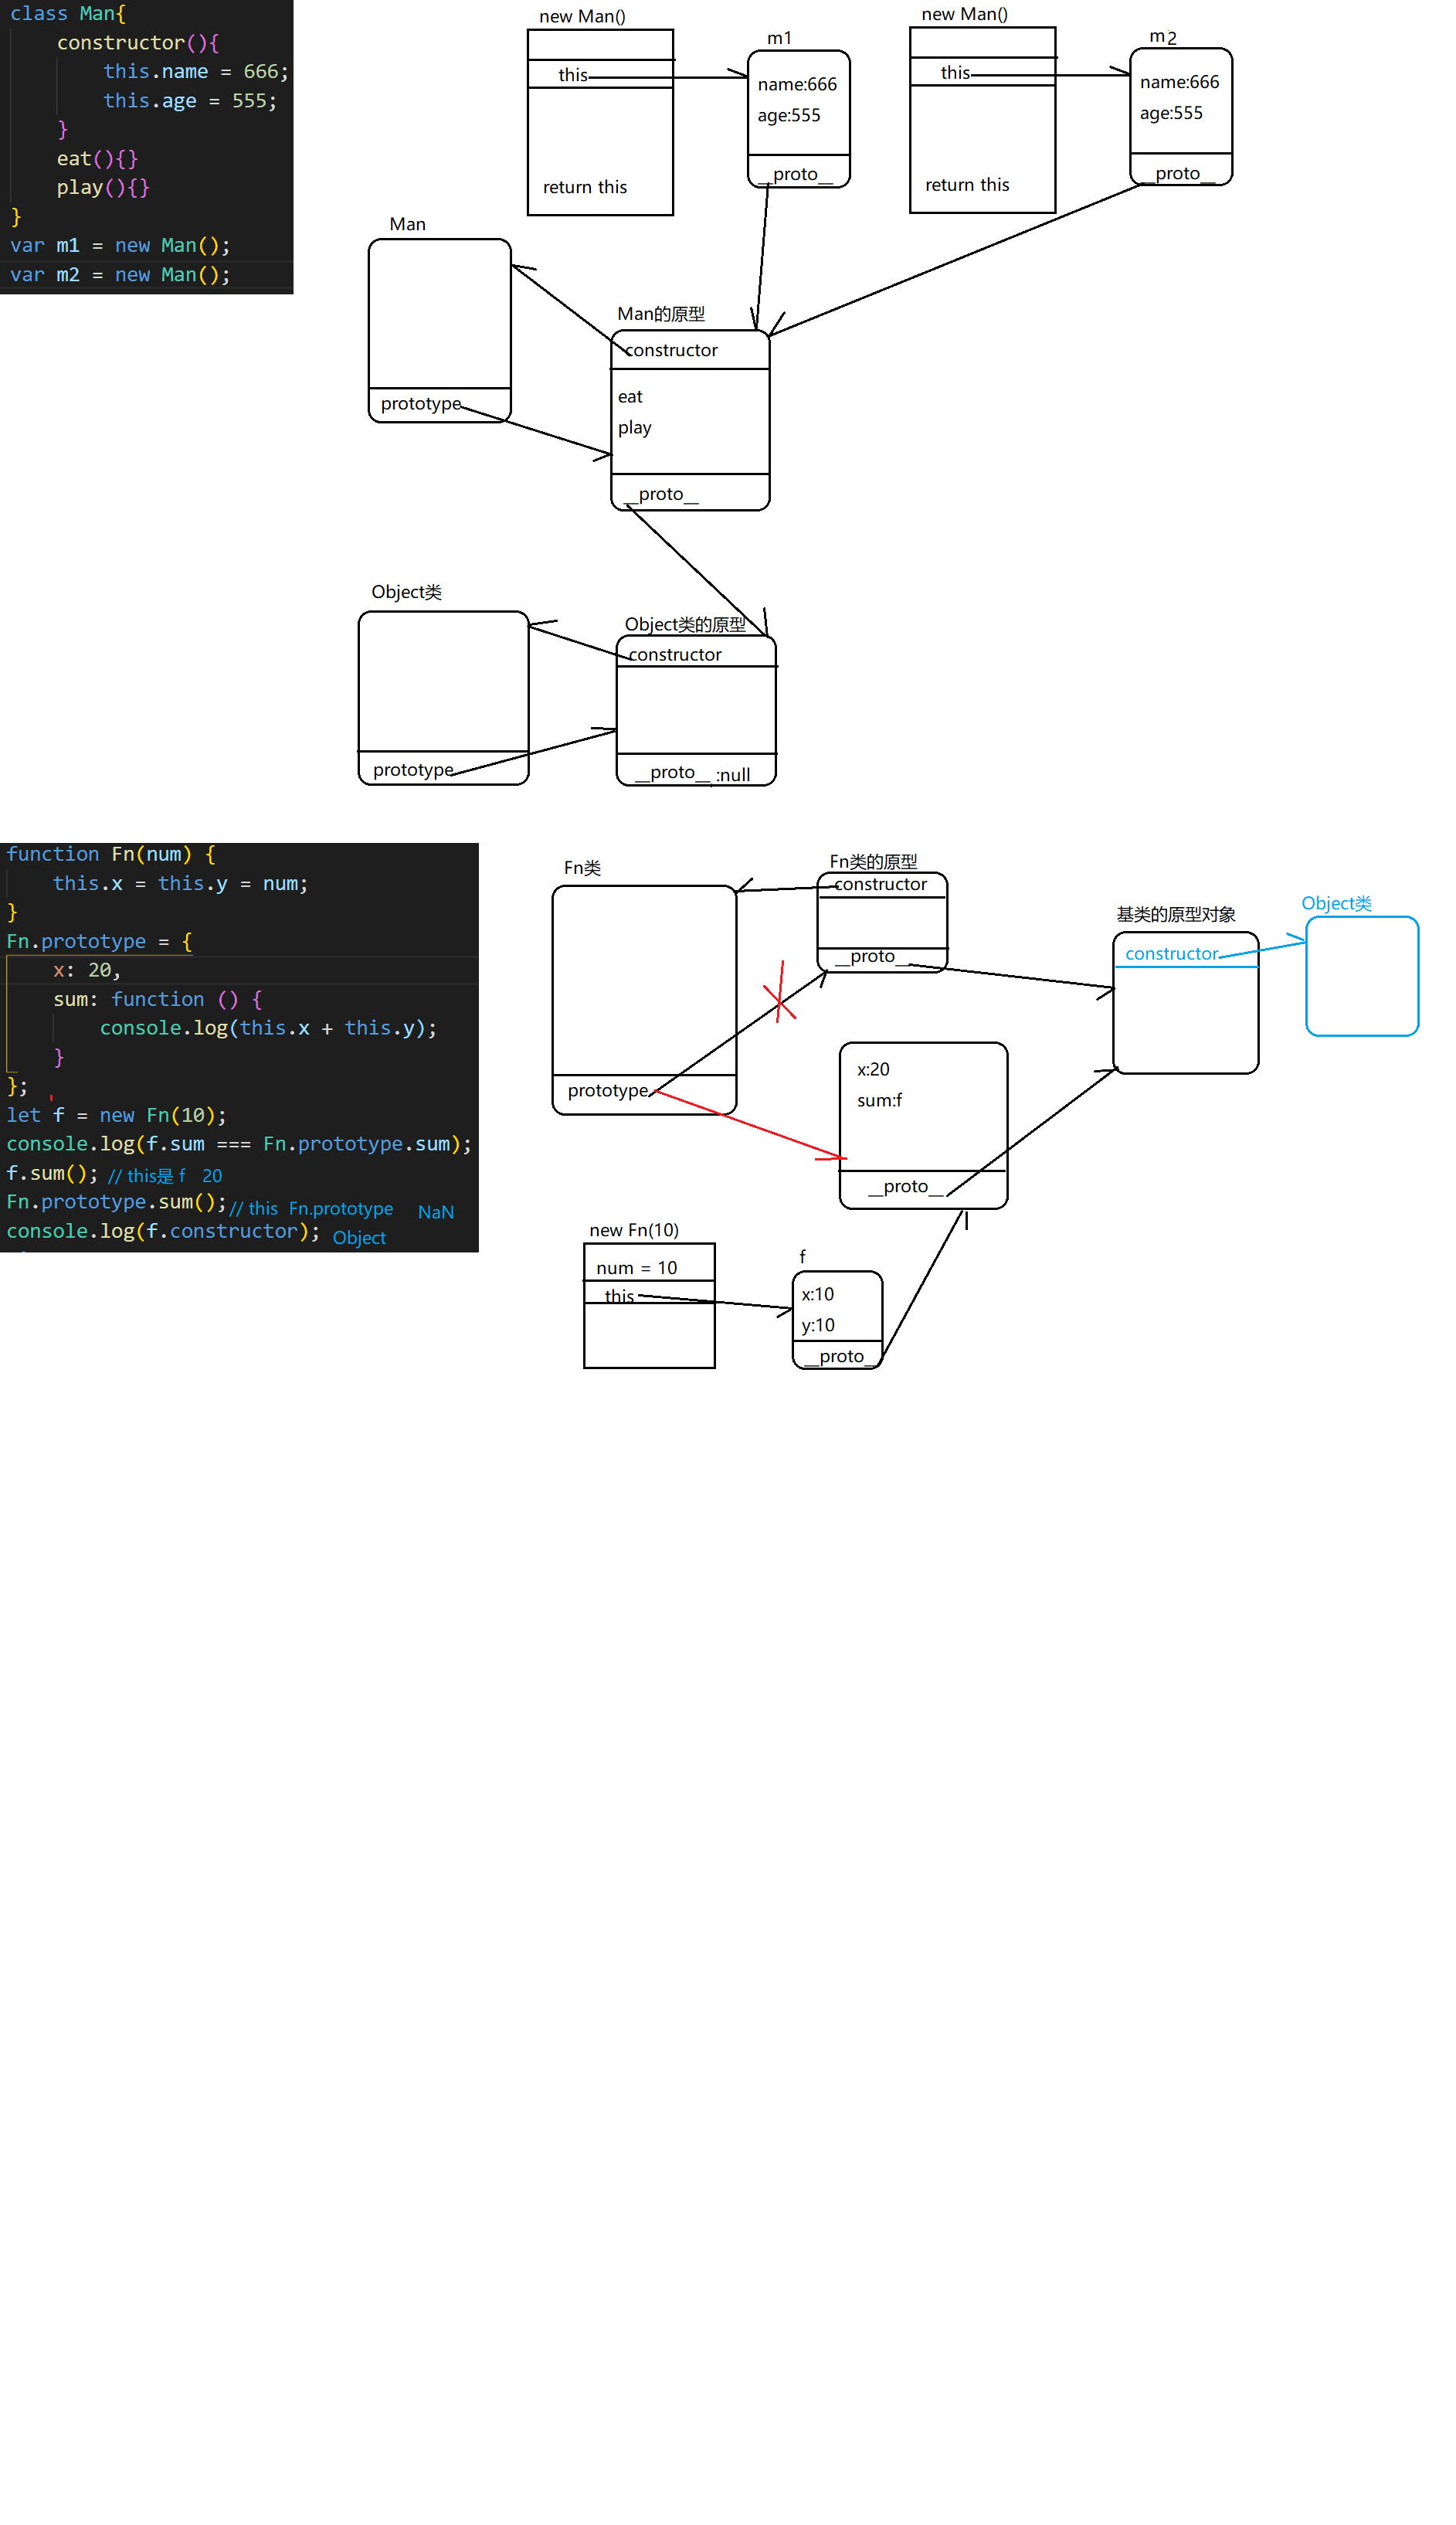 class Man{
constructor(){
this.name = 666;
this.age = 555;
}
eat(){}
play(){}
}
var m1 = new Man();
var m2 = new Man();
new Man()
this
return this
m1
name:666
age:555
__proto__
new Man()
this
return this
m2
name:666
age:555
__proto__
Man
prototype
Man的原型
constructor
eat
play
__proto__
Object类
prototype
Object类的原型
constructor
__proto__ :null
function Fn(num) {
this.x = this.y = num;
}
Fn.prototype = {
x: 20,
sum: function () {
console.log(this.x + this.y);
}
};
let f = new Fn(10);
console.log(f.sum === Fn.prototype.sum);
f.sum(); // this是 f 20
Fn.prototype.sum();// this Fn.prototype NaN
console.log(f.constructor); Object
Fn类
prototype
Fn类的原型
constructor
__proto__
基类的原型对象
constructor
Object类
x:20
sum:f
__proto__
new Fn(10)
num = 10
this
f
x:10
y:10
__proto__